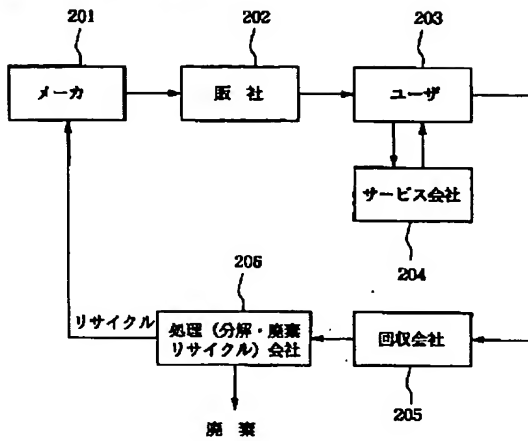 201
202
203
メーカ
販社
ユーザ
サービス会社
204
206
リサイクル
処理(分解・廃棄
リサイクル)会社
回収会社
205
廃棄